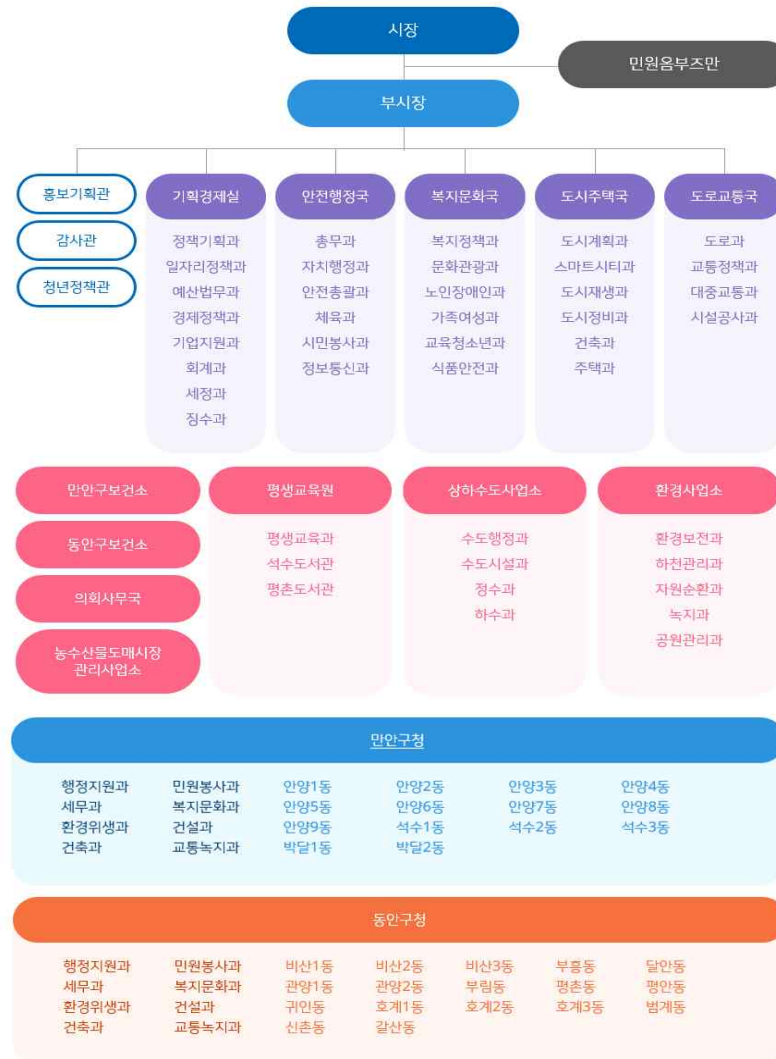 시장
민원옴부즈만
부시장
홍보기획관
감사관
청년정책관
기획경제실
정책기획과
일자리정책과
예산법무과
경제정책과
기업지원과
회계과
세정과
징수과
안전행정국
총무과
자치행정과
안전총괄과
체육과
시민봉사과
정보통신과
복지문화국
복지정책과
문화관광과
노인장애인과
가족여성과
교육청소년과
식품안전과
도시주택국
도시계획과
스마트시티과
도시재생과
도시정비과
건축과
주택과
도로교통국
도로과
교통정책과
대중교통과
시설공사과
만안구보건소
동안구보건소
의회사무국
농수산물도매시장
관리사업소
평생교육원
평생교육과
석수도서관
평촌도서관
상하수도사업소
수도행정과
수도시설과
정수과
하수과
환경사업소
환경보전과
하천관리과
자원순환과
녹지과
공원관리과
만안구청
행정지원과 민원봉사과 안양1동 안양2동 안양3동 안양4동
세무과 복지문화과 안양5동 안양6동 안양7동 안양8동
환경위생과 건설과 안양9동 석수1동 석수2동 석수3동
건축과 교통녹지과 박달1동 박달2동
동안구청
행정지원과 민원봉사과 비산1동 비산2동 비산3동 부흥동 달안동
세무과 복지문화과 관양1동 관양2동 부림동 평촌동 평안동
환경위생과 건설과 귀인동 호계1동 호계2동 호계3동 범계동
건축과 교통녹지과 신촌동 갈산동